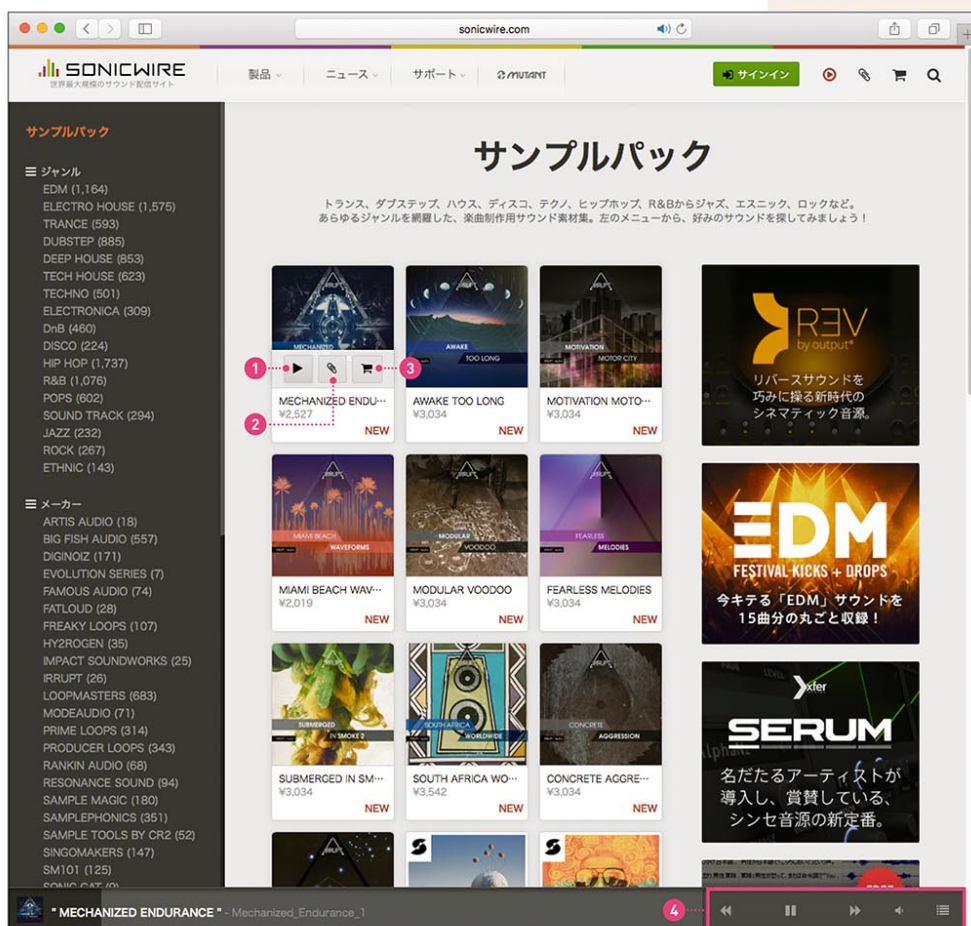 sonicwire.com
SONICWIRE
世界最大規模のサウンド配信サイト
製品
ニュース
サポート
MUTANT
サインイン
サンプルパック
ジャンル
EDM (1,164)
ELECTRO HOUSE (1,575)
TRANCE (593)
DUBSTEP (885)
DEEP HOUSE (853)
TECH HOUSE (623)
TECHNO (501)
ELECTRONICA (309)
DnB (460)
DISCO (224)
HIP HOP (1,737)
R&B (1,076)
POPS (602)
SOUND TRACK (294)
JAZZ (232)
ROCK (267)
ETHNIC (143)
メーカー
ARTIS AUDIO (18)
BIG FISH AUDIO (557)
DIGINOIZ (171)
EVOLUTION SERIES (7)
FAMOUS AUDIO (74)
FATLOUD (28)
FREAKY LOOPS (107)
HY2ROGEN (35)
IMPACT SOUNDWORKS (25)
IRRUPT (26)
LOOPMASTERS (683)
MODEAUDIO (71)
PRIME LOOPS (314)
PRODUCER LOOPS (343)
RANKIN AUDIO (68)
RESONANCE SOUND (94)
SAMPLE MAGIC (180)
SAMPLEPHONICS (351)
SAMPLE TOOLS BY CR2 (52)
SINGOMAKERS (147)
SM101 (125)
サンプルパック
トランス、ダブステップ、ハウス、ディスコ、テクノ、ヒップホップ、R&Bからジャズ、エスニック、ロックなど。
あらゆるジャンルを網羅した、楽曲制作用サウンド素材集。左のメニューから、好みのサウンドを探してみましょう！
MECHANIZED
1
2
3
MECHANIZED ENDU…
¥2,527
NEW
AWAKE
TOO LONG
AWAKE TOO LONG
¥3,034
NEW
MOTIVATION
MOTOR CITY
MOTIVATION MOTO…
¥3,034
NEW
MIAMI BEACH
WAVEFORMS
MIAMI BEACH WAV…
¥2,019
NEW
MODULAR
VOODOO
MODULAR VOODOO
¥3,034
NEW
FEARLESS
MELODIES
FEARLESS MELODIES
¥3,034
NEW
SUBMERGED
IN SMOKE 2
SUBMERGED IN SM…
¥3,034
NEW
SOUTH AFRICA
WORLDWIDE
SOUTH AFRICA WO…
¥3,542
NEW
CONCRETE
AGGRESSION
CONCRETE AGGRE…
¥3,034
NEW
REV
by output
リバースサウンドを
巧みに操る新時代の
シネマティック音源。
EDM
FESTIVAL KICKS + DROPS
今キテる「EDM」サウンドを
15曲分の丸ごと収録！
xfer
SERUM
名だたるアーティストが
導入し、賞賛している、
シンセ音源の新定番。
" MECHANIZED ENDURANCE " - Mechanized_Endurance_1
4